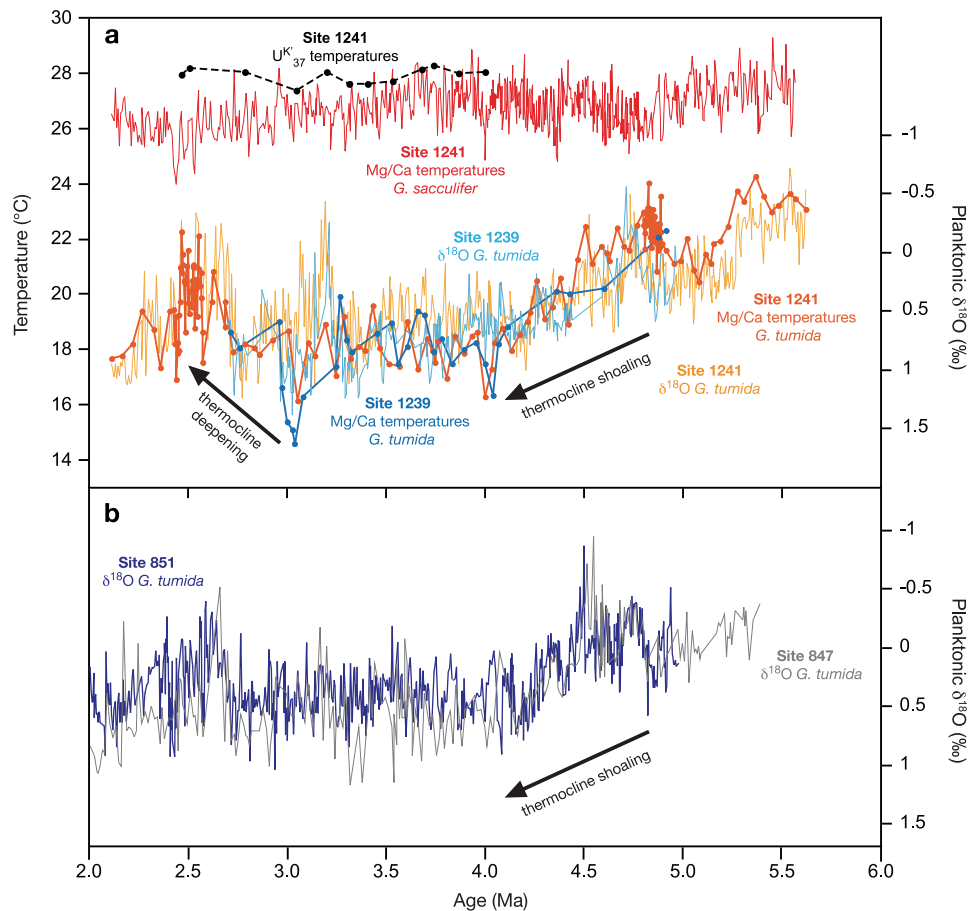 a
30
28
26
24
22
20
18
16
14
Temperature (°C)
-1
-0.5
0
0.5
1
1.5
Planktonic δ18O (‰)
Site 1241
UK'37 temperatures
Site 1241
Mg/Ca temperatures
G. sacculifer
Site 1239
δ18O G. tumida
Site 1241
Mg/Ca temperatures
G. tumida
Site 1241
δ18O G. tumida
thermocline shoaling
Site 1239
Mg/Ca temperatures
G. tumida
thermocline
deepening
b
Site 851
δ18O G. tumida
Site 847
δ18O G. tumida
thermocline shoaling
-1
-0.5
0
0.5
1
1.5
Planktonic δ18O (‰)
2.0 2.5 3.0 3.5 4.0 4.5 5.0 5.5 6.0
Age (Ma)